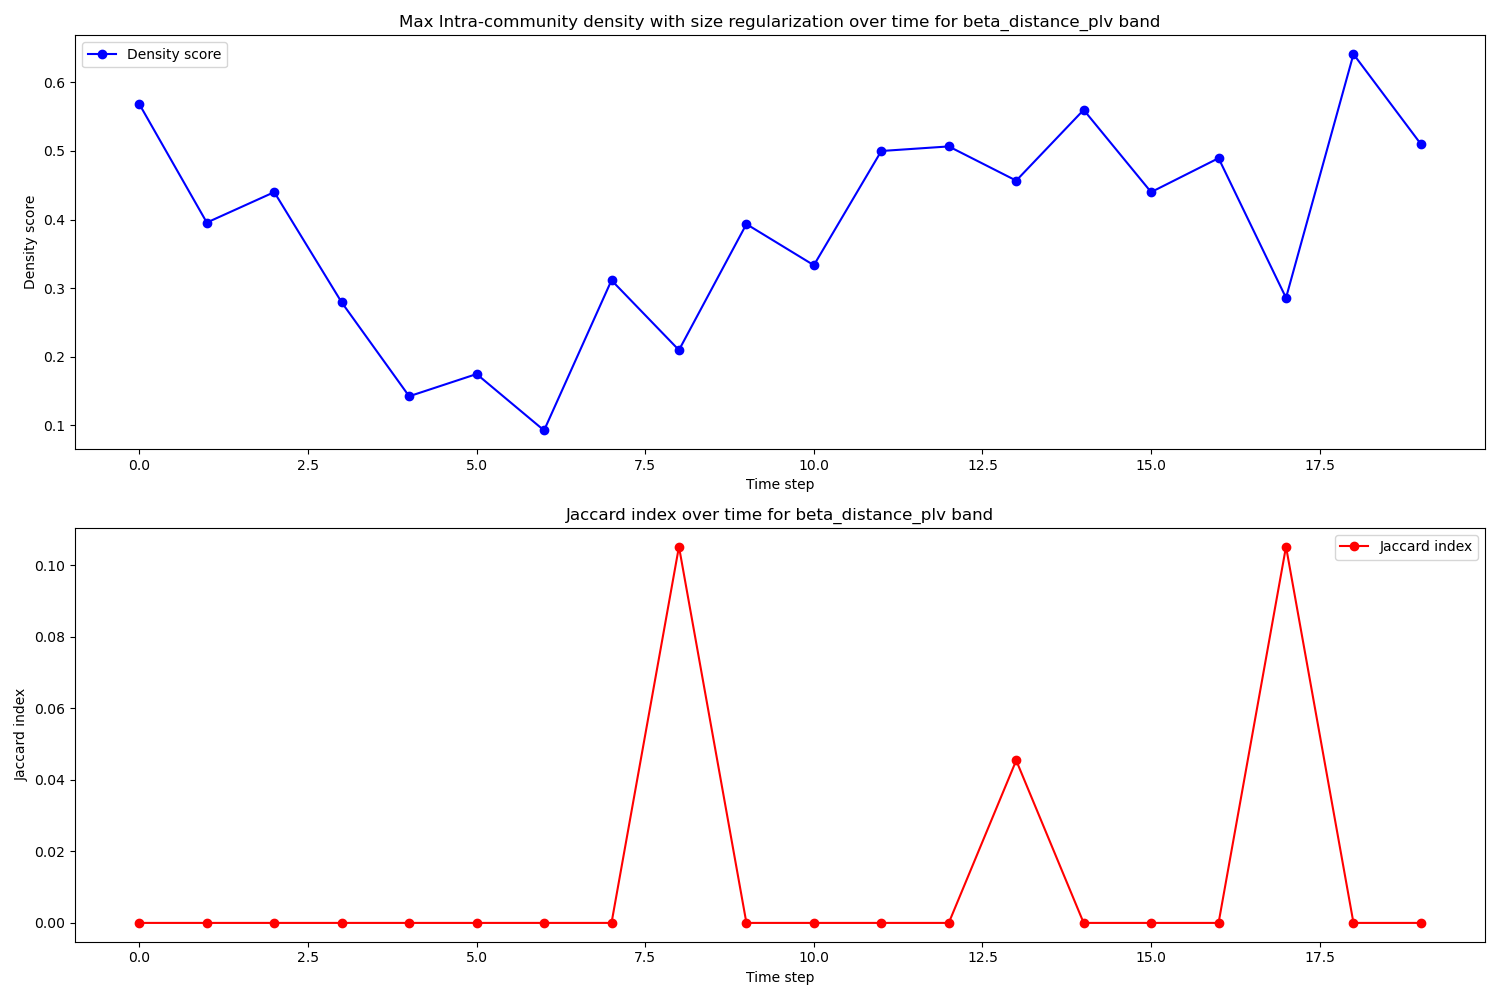 Max Intra-community density with size regularization over time for beta_distance_plv band
Density score
Density score
0.6
0.5
0.4
0.3
0.2
0.1
0.0 2.5 5.0 7.5 10.0 12.5 15.0 17.5
Time step
Jaccard index over time for beta_distance_plv band
Jaccard index
Jaccard index
0.10
0.08
0.06
0.04
0.02
0.00
0.0 2.5 5.0 7.5 10.0 12.5 15.0 17.5
Time step